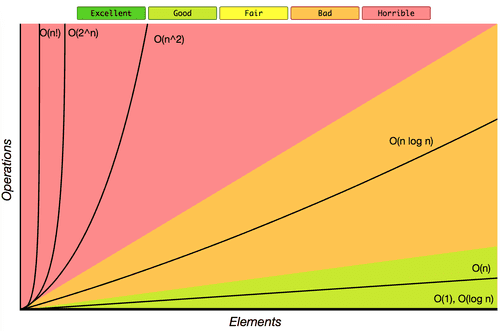 Excellent Good Fair Bad Horrible
O(n!) O(2^n) O(n^2)
O(n log n)
O(n)
O(1), O(log n)
Operations
Elements